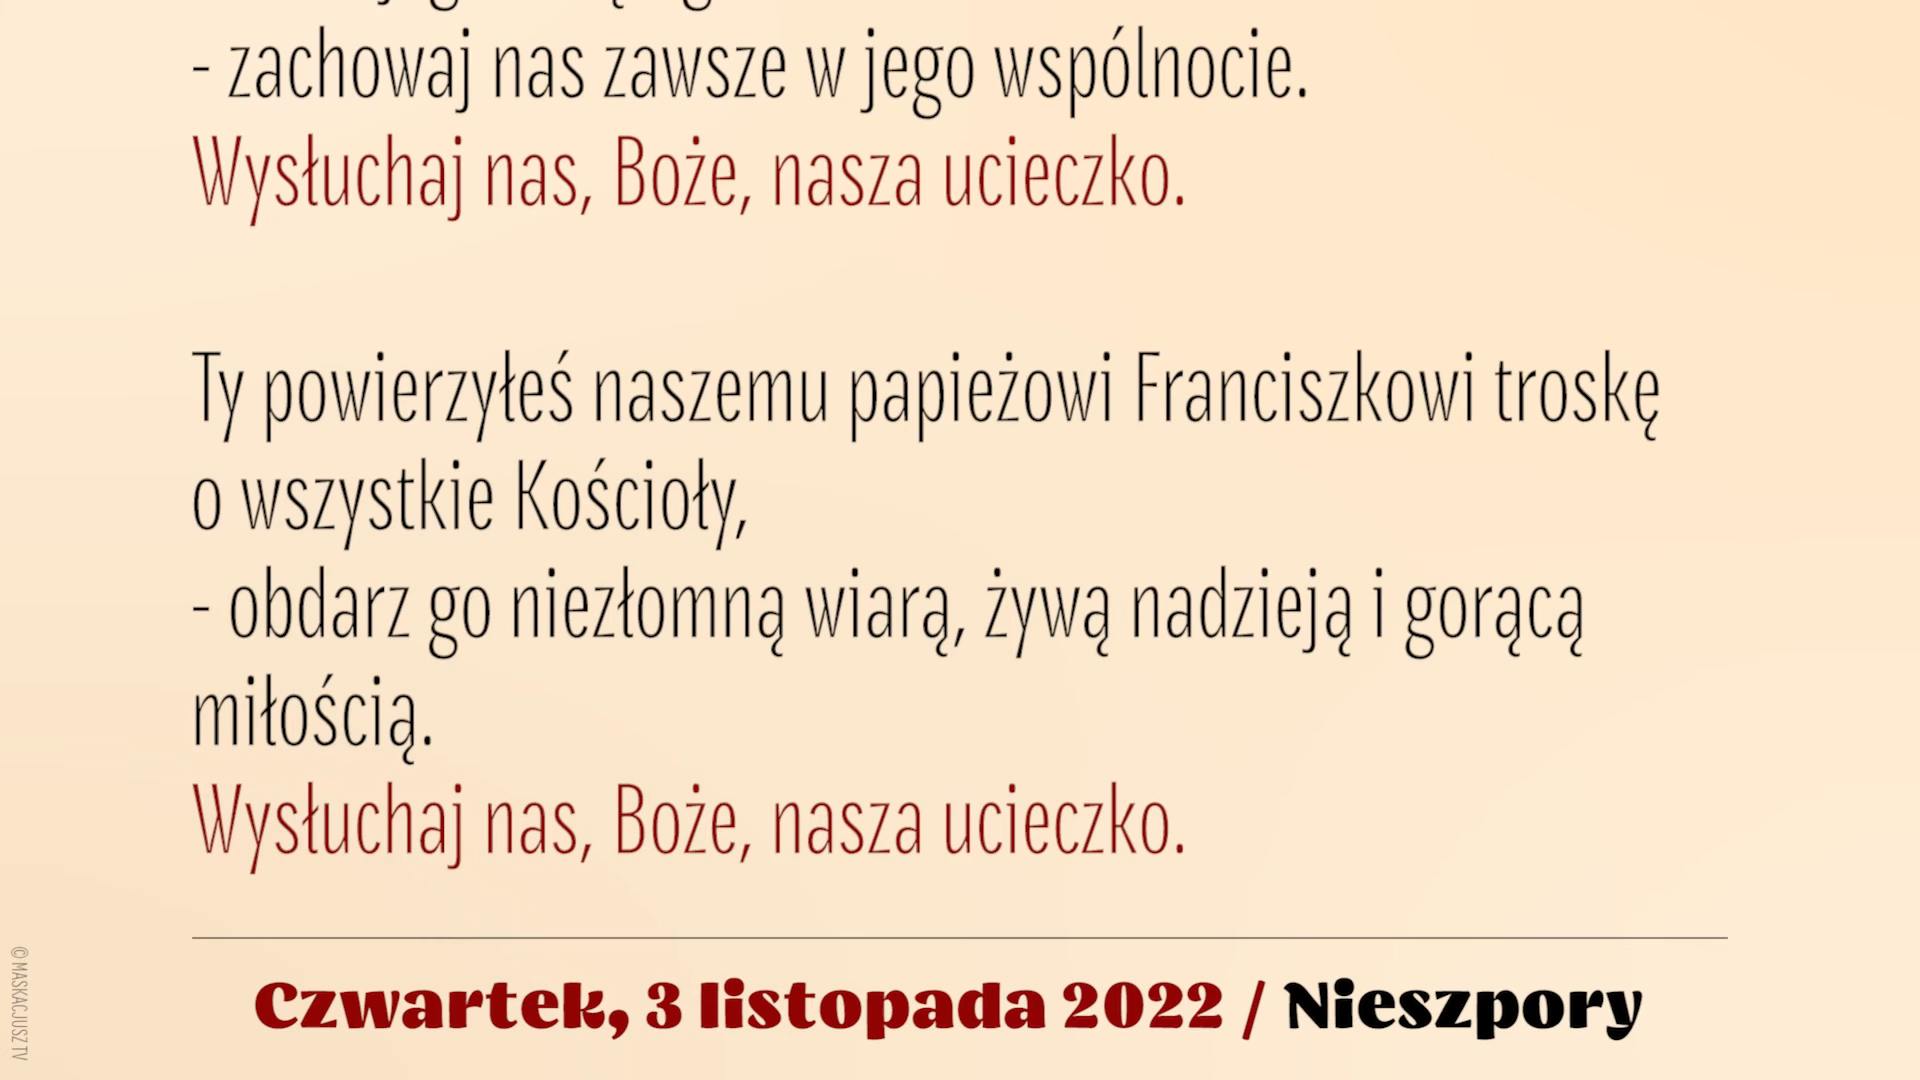 - zachowaj nas zawsze w jego wspólnocie.
Wysłuchaj nas, Boże, nasza ucieczko.
Ty powierzyłeś naszemu papieżowi Franciszkowi troskę
o wszystkie Kościoły,
- obdarz go niezłomną wiarą, żywą nadzieją i gorącą
miłością.
Wysłuchaj nas, Boże, nasza ucieczko.
Czwartek, 3 listopada 2022 / Nieszpory
© MASKACJUSZ TV